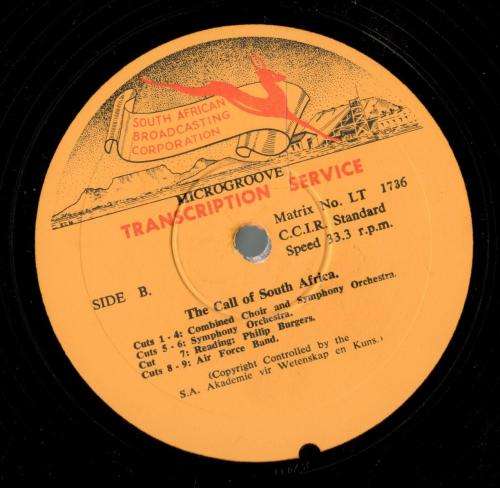 SOUTH AFRICAN
BROADCASTING
CORPORATION
MICROGROOVE
TRANSCRIPTION SERVICE
Matrix No. LT 1736
C.C.I.R. Standard
Speed 33.3 r.p.m.
SIDE B.
The Call of South Africa.
Cuts 1 - 4: Combined Choir and Symphony Orchestra.
Cuts 5 - 6: Symphony Orchestra.
Cut 7: Reading: Philip Burgers.
Cuts 8 - 9: Air Force Band.
(Copyright Controlled by the
S.A. Akademie vir Wetenskap en Kuns.)